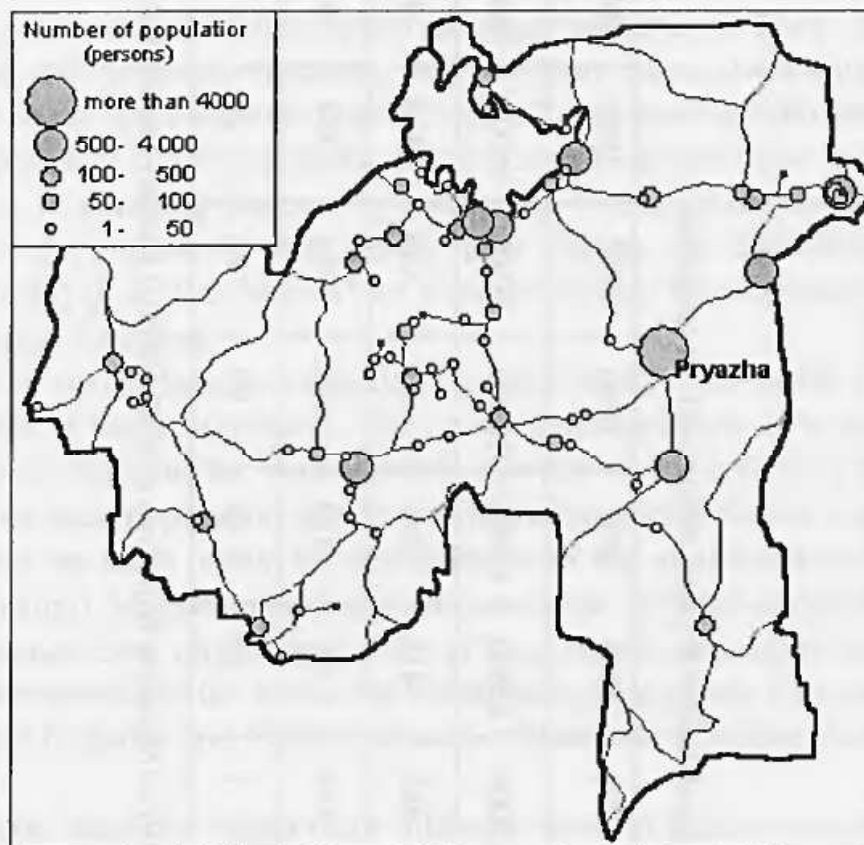 Number of populatior
(persons)
more than 4000
500- 4 000
100- 500
50- 100
1- 50
Pryazha